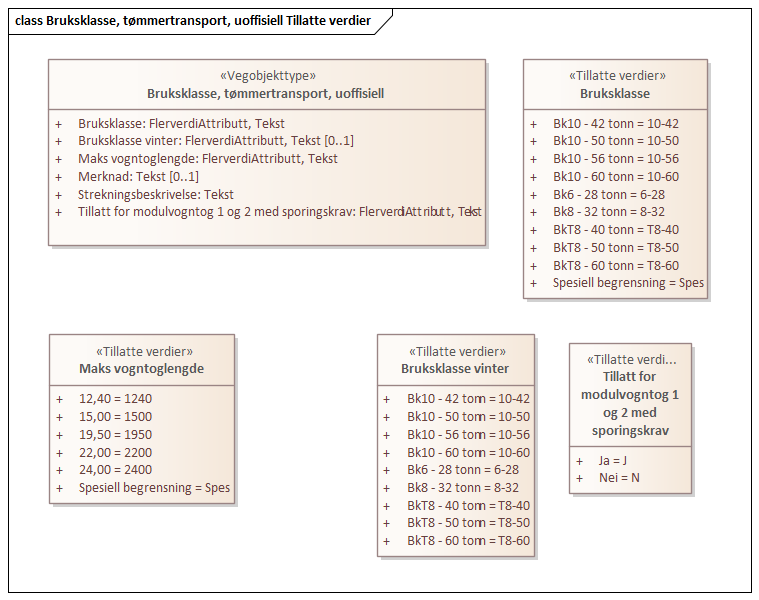 class Bruksklasse, tømmertransport, uoffisiell Tillatte verdier
«Vegobjekttype»
Bruksklasse, tømmertransport, uoffisiell
+ Bruksklasse: FlerverdiAttributt, Tekst
+ Bruksklasse vinter: FlerverdiAttributt, Tekst [0..1]
+ Maks vogntoglengde: FlerverdiAttributt, Tekst
+ Merknad: Tekst [0..1]
+ Strekningsbeskrivelse: Tekst
+ Tillatt for modulvogntog 1 og 2 med sporingskrav: FlerverdiAttributt, Tekst
«Tillatte verdier»
Bruksklasse
+ Bk10 - 42 tonn = 10-42
+ Bk10 - 50 tonn = 10-50
+ Bk10 - 56 tonn = 10-56
+ Bk10 - 60 tonn = 10-60
+ Bk6 - 28 tonn = 6-28
+ Bk8 - 32 tonn = 8-32
+ BkT8 - 40 tonn = T8-40
+ BkT8 - 50 tonn = T8-50
+ BkT8 - 60 tonn = T8-60
+ Spesiell begrensning = Spes
«Tillatte verdier»
Maks vogntoglengde
+ 12,40 = 1240
+ 15,00 = 1500
+ 19,50 = 1950
+ 22,00 = 2200
+ 24,00 = 2400
+ Spesiell begrensning = Spes
«Tillatte verdier»
Bruksklasse vinter
+ Bk10 - 42 tonn = 10-42
+ Bk10 - 50 tonn = 10-50
+ Bk10 - 56 tonn = 10-56
+ Bk10 - 60 tonn = 10-60
+ Bk6 - 28 tonn = 6-28
+ Bk8 - 32 tonn = 8-32
+ BkT8 - 40 tonn = T8-40
+ BkT8 - 50 tonn = T8-50
+ BkT8 - 60 tonn = T8-60
«Tillatte verdi...
Tillatt for
modulvogntog 1
og 2 med
sporingskrav
+ Ja = J
+ Nei = N